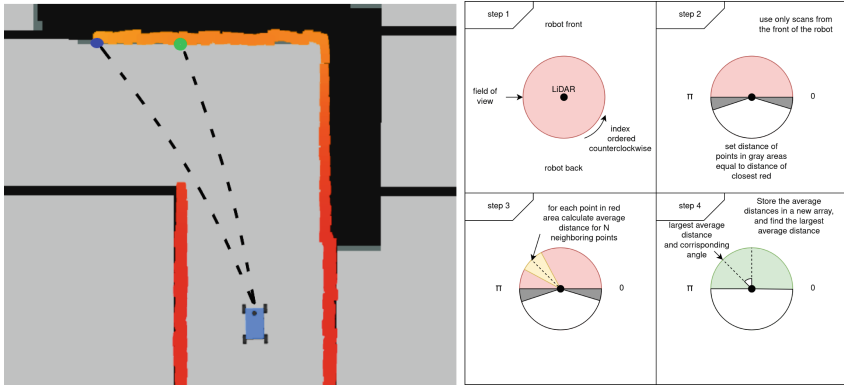 step 1
robot front
LiDAR
field of
view
index
ordered
counterclockwise
robot back
step 2
use only scans from
the front of the robot
π
0
set distance of
points in gray areas
equal to distance of
closest red
step 3
for each point in red
area calculate average
distance for N
neighboring points
π
0
step 4
Store the average
distances in a new array,
and find the largest
average distance
largest average
distance
and corrisponding
angle
π
0